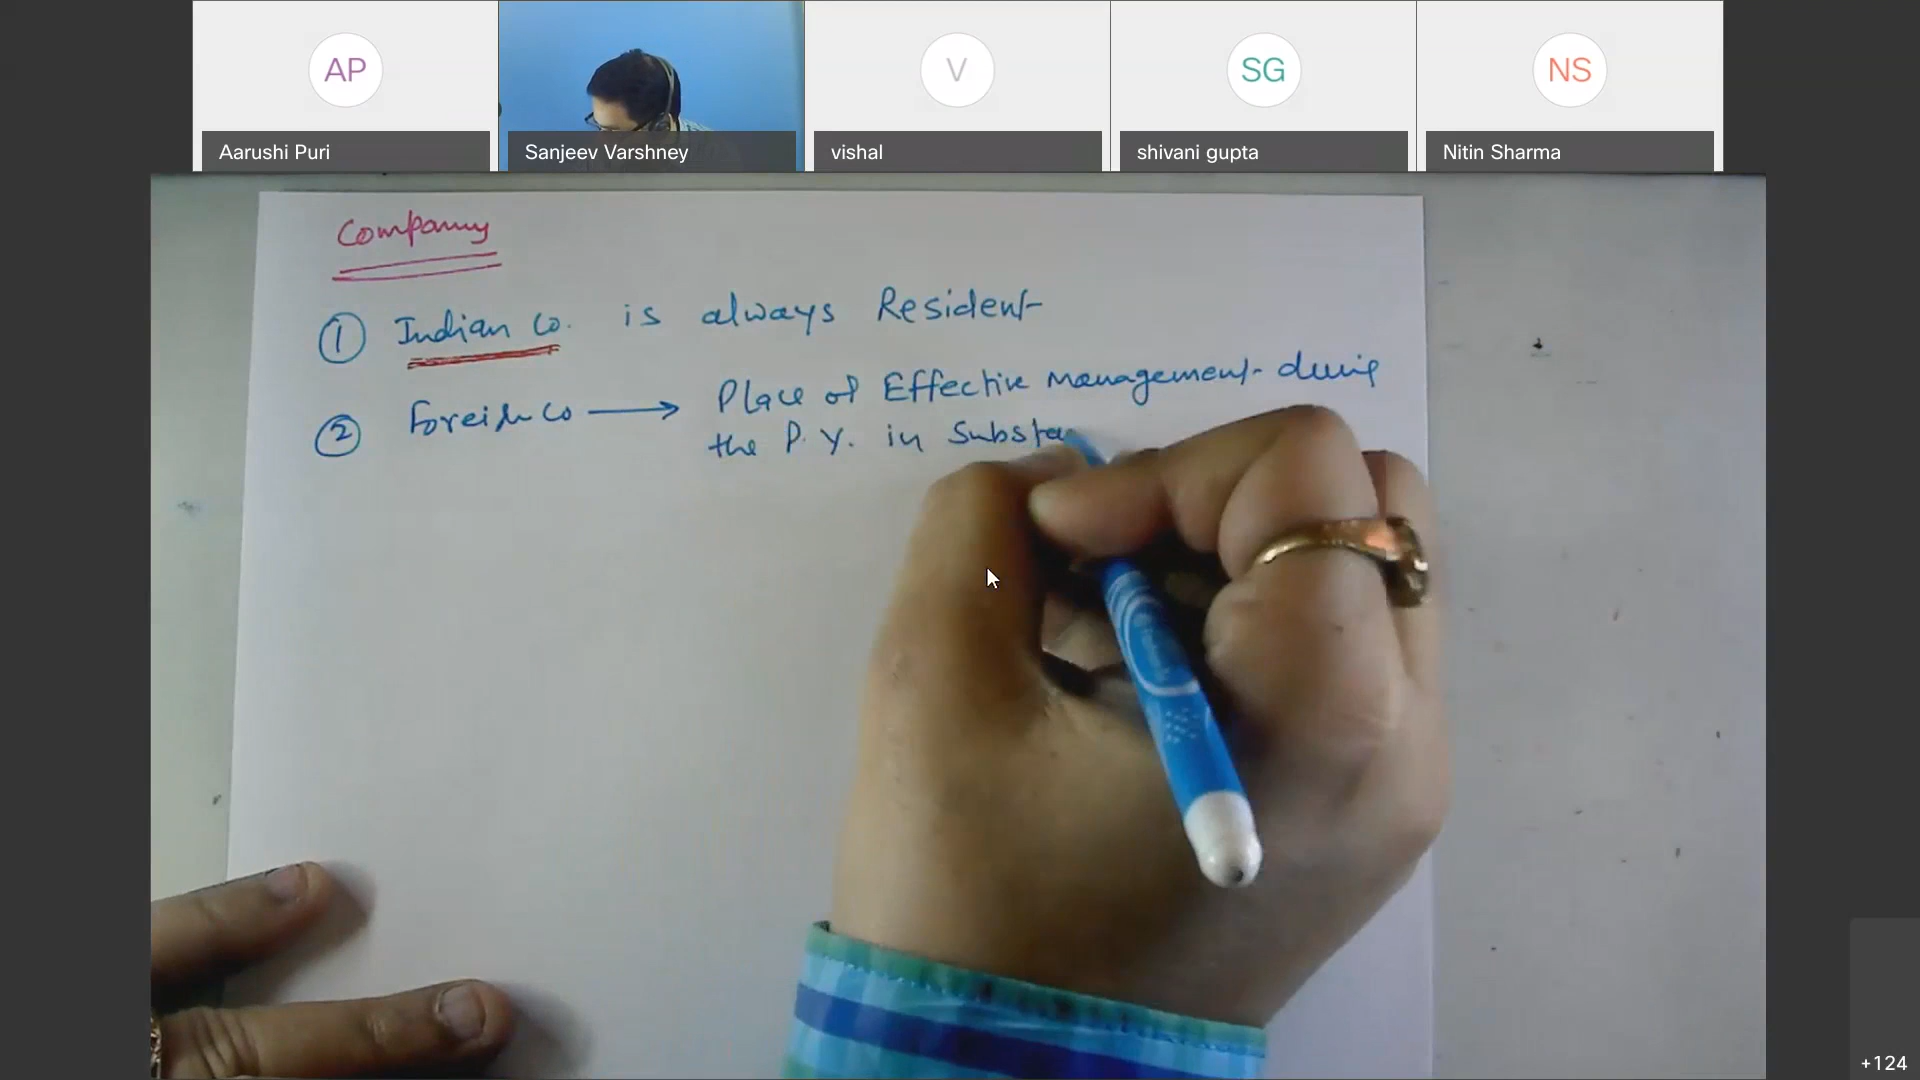 AP
V
SG
NS
Aarushi Puri
Sanjeev Varshney
vishal
shivani gupta
Nitin Sharma
Company
① Indian Co. is always Resident
② Foreign Co → Place of Effective Management during
the P.Y. in Substa
+124